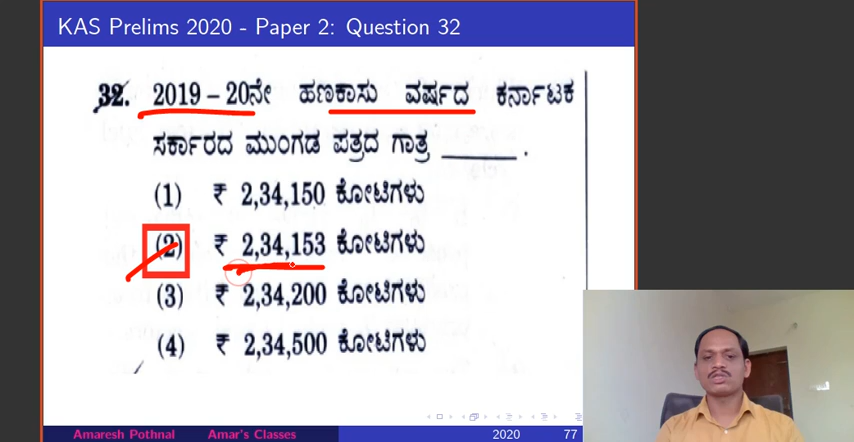 KAS Prelims 2020 - Paper 2: Question 32
32. 2019 – 20ನೇ ಹಣಕಾಸು ವರ್ಷದ ಕರ್ನಾಟಕ
ಸರ್ಕಾರದ ಮುಂಗಡ ಪತ್ರದ ಗಾತ್ರ ________ .
(1) ₹ 2,34,150 ಕೋಟಿಗಳು
(2) ₹ 2,34,153 ಕೋಟಿಗಳು
(3) ₹ 2,34,200 ಕೋಟಿಗಳು
(4) ₹ 2,34,500 ಕೋಟಿಗಳು
Amaresh Pothnal Amar's Classes 2020 77